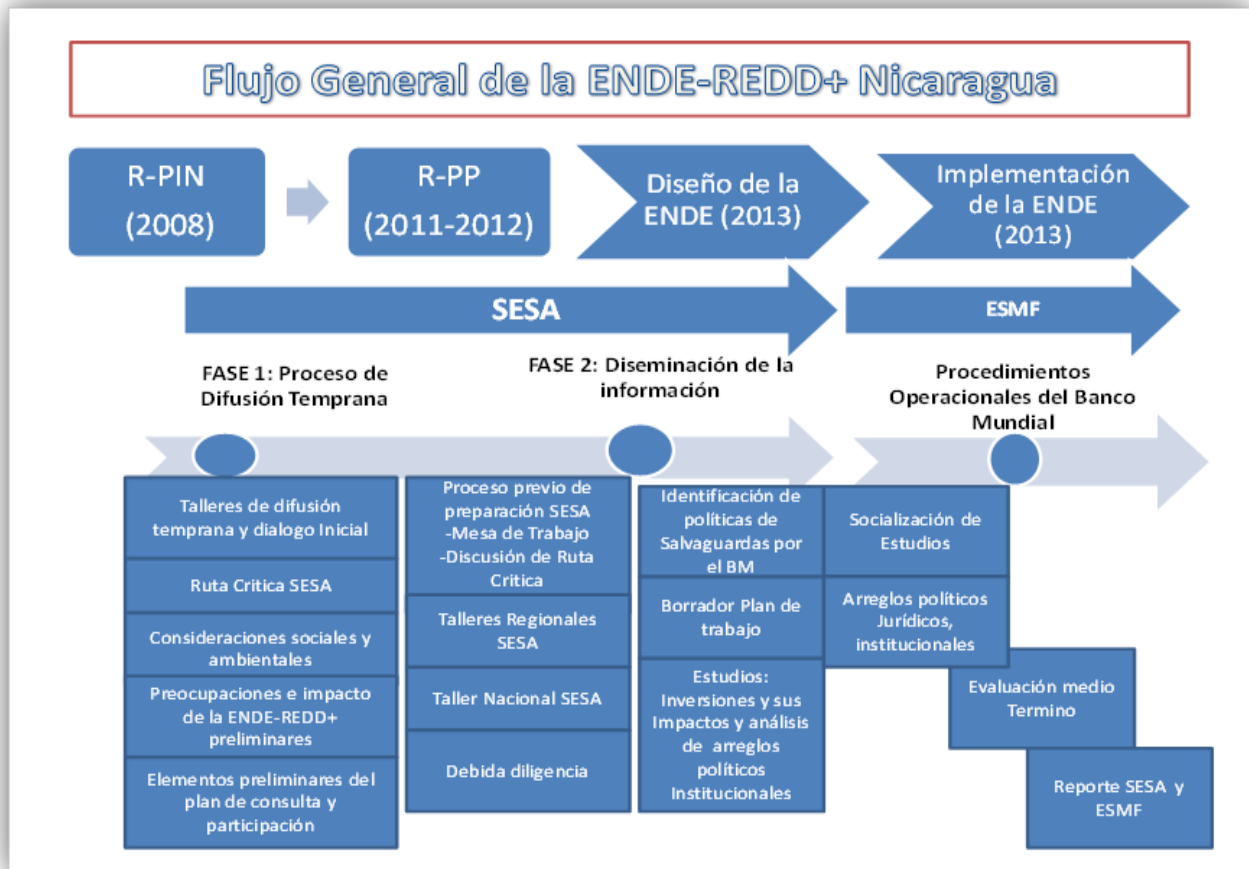 Flujo General de la ENDE-REDD+ Nicaragua
R-PIN
(2008)
R-PP
(2011-2012)
Diseño de la
ENDE (2013)
Implementación
de la ENDE
(2013)
SESA
ESMF
FASE 1: Proceso de
Difusión Temprana
FASE 2: Diseminación de la
información
Procedimientos
Operacionales del Banco
Mundial
Talleres de difusión
temprana y dialogo Inicial
Ruta Critica SESA
Consideraciones sociales y
ambientales
Preocupaciones e impacto
de la ENDE-REDD+
preliminares
Elementos preliminares del
plan de consulta y
participación
Proceso previo de
preparación SESA
-Mesa de Trabajo
-Discusión de Ruta
Critica
Talleres Regionales
SESA
Taller Nacional SESA
Debida diligencia
Identificación de
políticas de
Salvaguardas por
el BM
Borrador Plan de
trabajo
Estudios:
Inversiones y sus
Impactos y análisis
de arreglos
políticos
Institucionales
Socialización de
Estudios
Arreglos políticos
Jurídicos,
institucionales
Evaluación medio
Termino
Reporte SESA y
ESMF